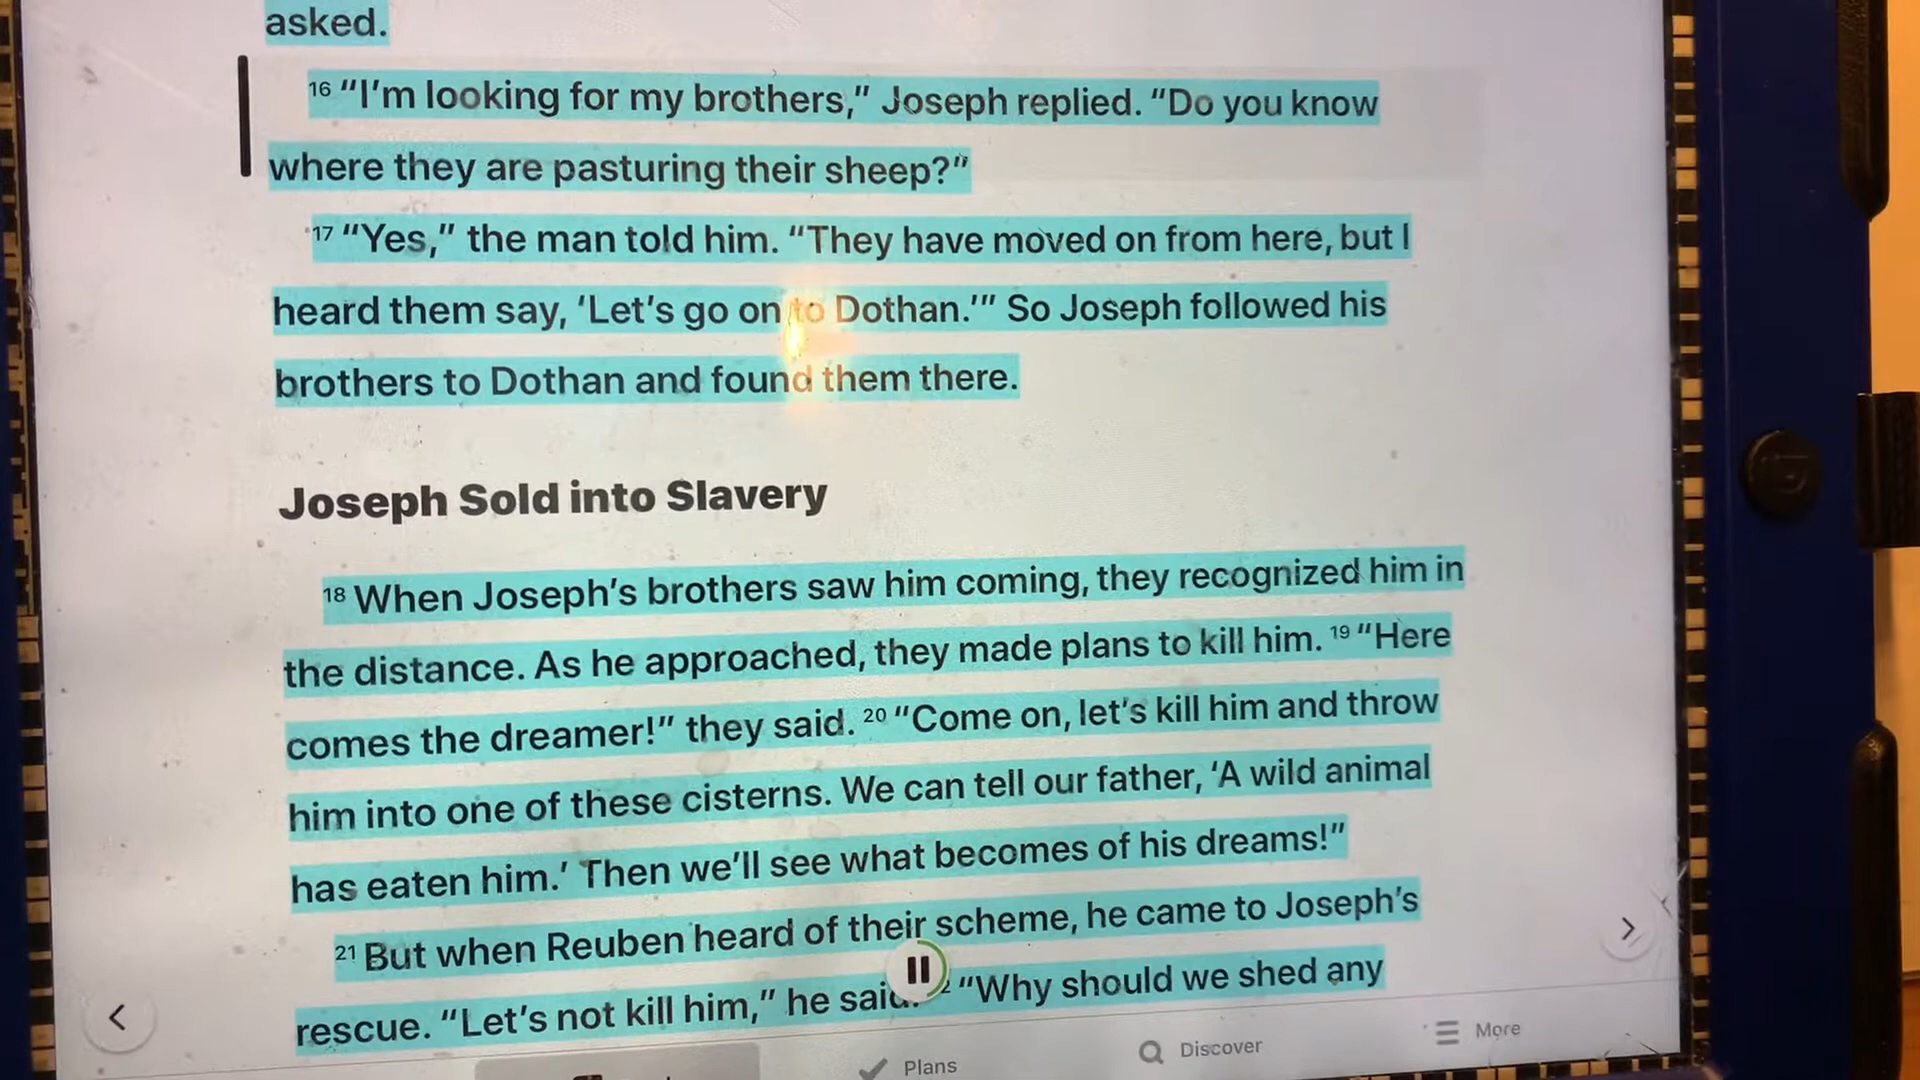 asked.
16 “I’m looking for my brothers,” Joseph replied. “Do you know
where they are pasturing their sheep?”
17 “Yes,” the man told him. “They have moved on from here, but I
heard them say, ‘Let’s go on to Dothan.’” So Joseph followed his
brothers to Dothan and found them there.
Joseph Sold into Slavery
18 When Joseph’s brothers saw him coming, they recognized him in
the distance. As he approached, they made plans to kill him. 19 “Here
comes the dreamer!” they said. 20 “Come on, let’s kill him and throw
him into one of these cisterns. We can tell our father, ‘A wild animal
has eaten him.’ Then we’ll see what becomes of his dreams!”
21 But when Reuben heard of their scheme, he came to Joseph’s
rescue. “Let’s not kill him,” he said. “Why should we shed any
Plans
Discover
More